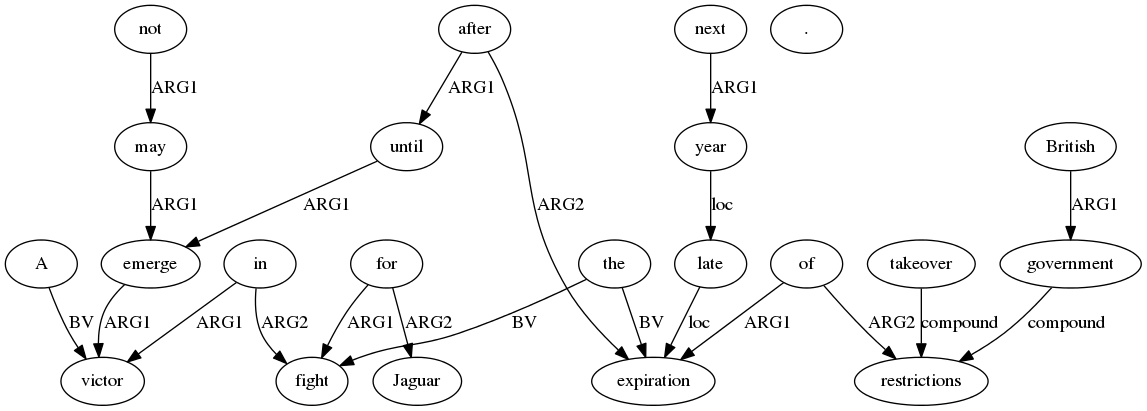 not after next .
ARG1 ARG1 ARG1
may until year British
ARG1 ARG1 ARG2 loc ARG1
A emerge in for the late of takeover government
BV ARG1 ARG1 ARG2 ARG1 ARG2 BV BV loc ARG1 ARG2 compound compound
victor fight Jaguar expiration restrictions